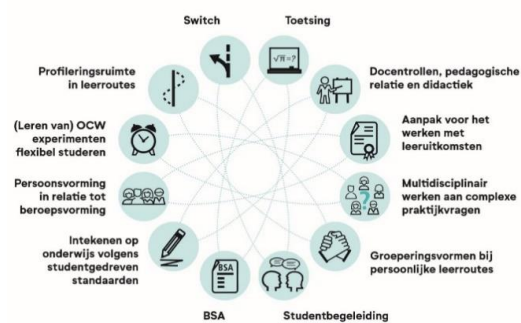 Switch
Toetsing
Profileringsruimte
in leerroutes
Docentrollen, pedagogische
relatie en didactiek
(Leren van) OCW
experimenten
flexibel studeren
Aanpak voor het
werken met
leeruitkomsten
Persoonsvorming
in relatie tot
beroepsvorming
Multidisciplinair
werken aan complexe
praktijkvragen
Intekenen op
onderwijs volgens
studentgedreven
standaarden
Groeperingsvormen bij
persoonlijke leerroutes
BSA
BSA
Studentbegeleiding